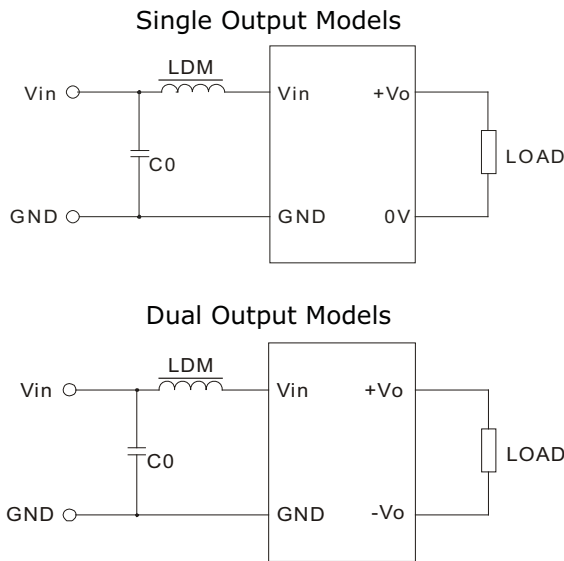 Single Output Models
LDM
Vin
Vin
+Vo
C0
LOAD
GND
GND
0V
Dual Output Models
LDM
Vin
Vin
+Vo
C0
LOAD
GND
GND
-Vo